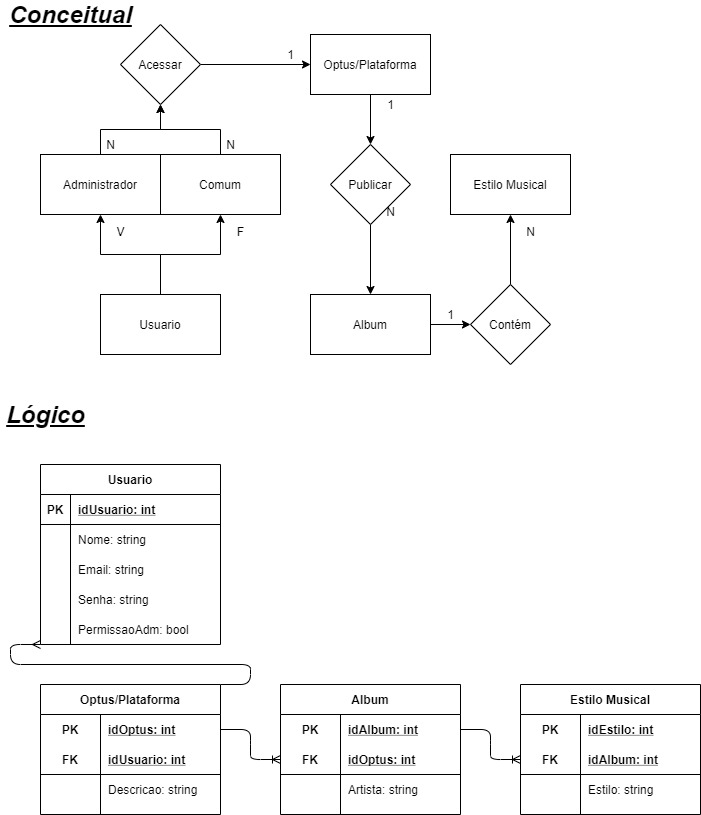 Conceitual
Acessar
1
Optus/Plataforma
1
N
N
Administrador
Comum
Publicar
N
Estilo Musical
V
F
N
Usuario
Album
1
Contém
Lógico
Usuario
PK idUsuario: int
Nome: string
Email: string
Senha: string
PermissaoAdm: bool
Optus/Plataforma
PK idOptus: int
FK idUsuario: int
Descricao: string
Album
PK idAlbum: int
FK idOptus: int
Artista: string
Estilo Musical
PK idEstilo: int
FK idAlbum: int
Estilo: string